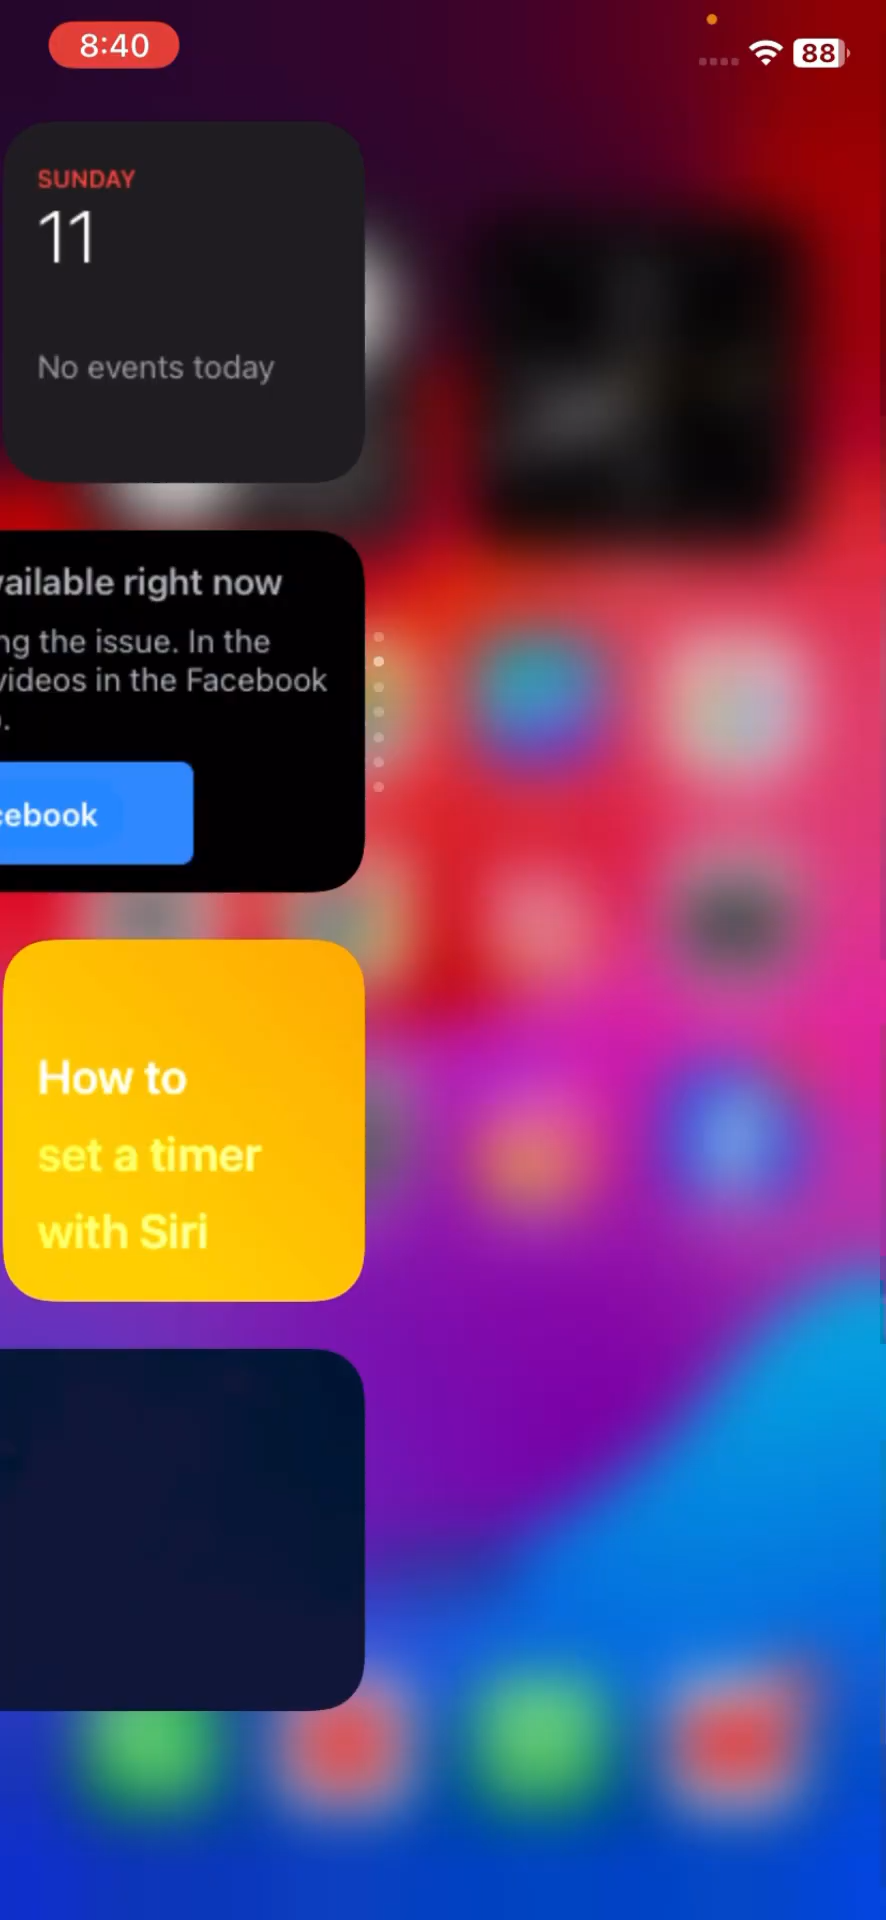 8:40
88
SUNDAY
11
No events today
vailable right now
ng the issue. In the
videos in the Facebook
.
cebook
How to
set a timer
with Siri